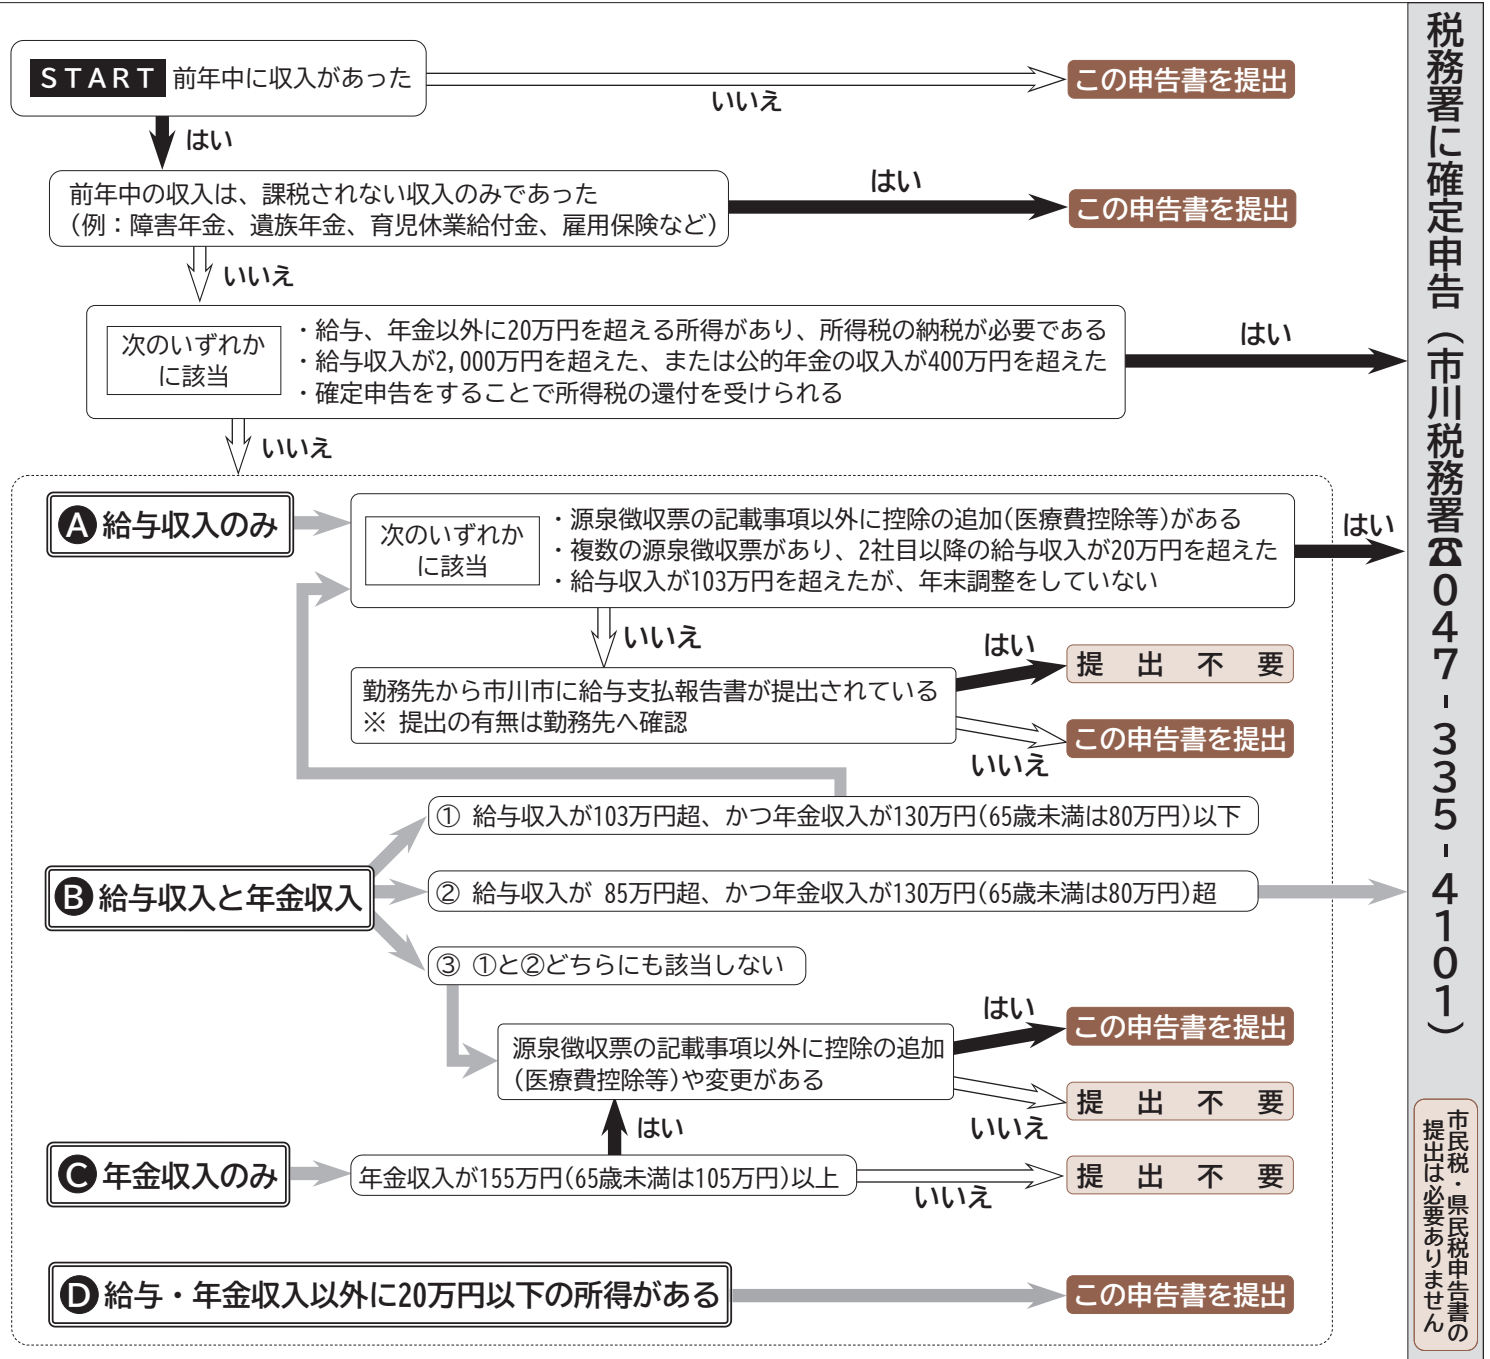 START 前年中に収入があった
いいえ
この申告書を提出
はい
前年中の収入は、課税されない収入のみであった
(例：障害年金、遺族年金、育児休業給付金、雇用保険など)
はい
この申告書を提出
いいえ
次のいずれか
に該当
・給与、年金以外に20万円を超える所得があり、所得税の納税が必要である
・給与収入が2,000万円を超えた、または公的年金の収入が400万円を超えた
・確定申告をすることで所得税の還付を受けられる
はい
いいえ
A 給与収入のみ
次のいずれか
に該当
・源泉徴収票の記載事項以外に控除の追加(医療費控除等)がある
・複数の源泉徴収票があり、2社目以降の給与収入が20万円を超えた
・給与収入が103万円を超えたが、年末調整をしていない
はい
いいえ
勤務先から市川市に給与支払報告書が提出されている
※ 提出の有無は勤務先へ確認
はい
提出不要
いいえ
この申告書を提出
B 給与収入と年金収入
① 給与収入が103万円超、かつ年金収入が130万円(65歳未満は80万円)以下
② 給与収入が 85万円超、かつ年金収入が130万円(65歳未満は80万円)超
③ ①と②どちらにも該当しない
源泉徴収票の記載事項以外に控除の追加
(医療費控除等)や変更がある
はい
この申告書を提出
いいえ
提出不要
はい
C 年金収入のみ
年金収入が155万円(65歳未満は105万円)以上
いいえ
提出不要
D 給与・年金収入以外に20万円以下の所得がある
この申告書を提出
税務署に確定申告（市川税務署☎047-335-4101）
市民税・県民税申告書の
提出は必要ありません